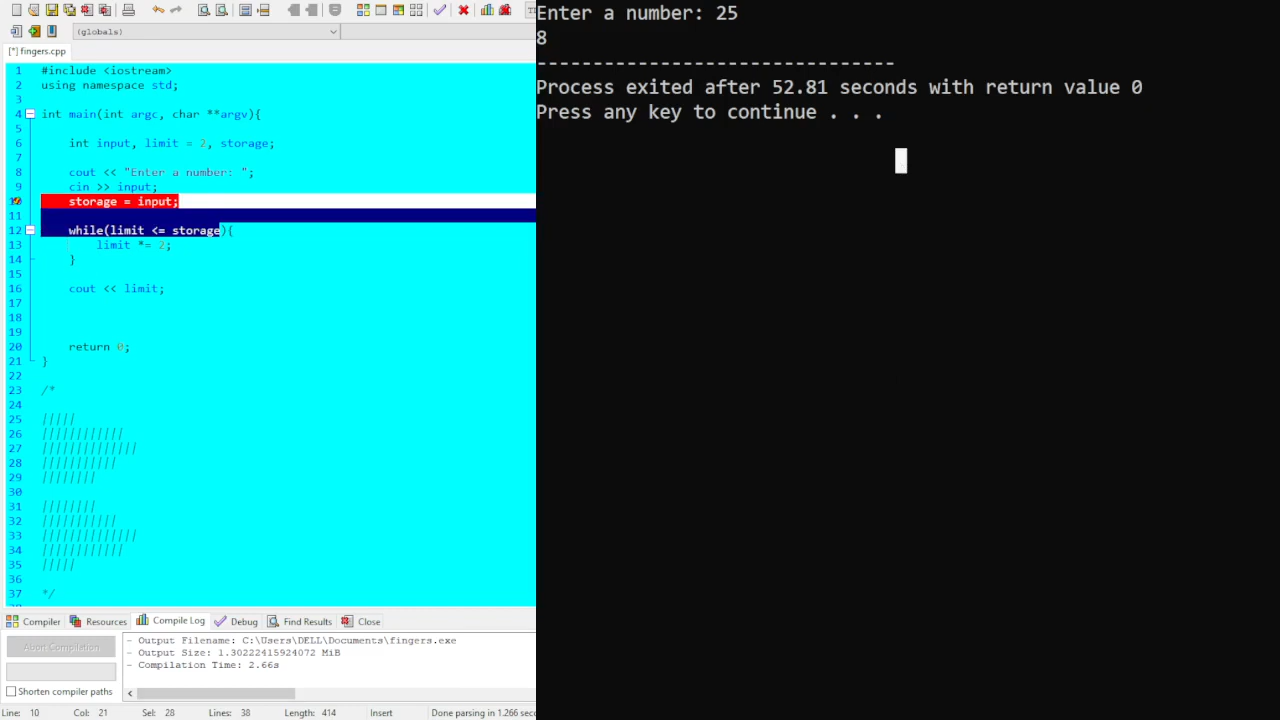 (globals)
[*] fingers.cpp
1 #include <iostream>
2 using namespace std;
3
4 int main(int argc, char **argv){
5
6 int input, limit = 2, storage;
7
8 cout << "Enter a number: ";
9 cin >> input;
storage = input;
11
12 while(limit <= storage){
13 limit *= 2;
14 }
15
16 cout << limit;
17
18
19
20 return 0;
21 }
22
23 /*
24
25 /////
26 ////////////
27 //////////////
28 ///////////
29 ////////
30
31 ////////
32 ///////////
33 //////////////
34 ////////////
35 /////
36
37 */
Compiler Resources Compile Log Debug Find Results Close
Abort Compilation
Shorten compiler paths
- Output Filename: C:\Users\DELL\Documents\fingers.exe
- Output Size: 1.30222415924072 MiB
- Compilation Time: 2.66s
Line: 10 Col: 21 Sel: 28 Lines: 38 Length: 414 Insert Done parsing in 1.266 sec
Enter a number: 25
8
--------------------------------
Process exited after 52.81 seconds with return value 0
Press any key to continue . . .